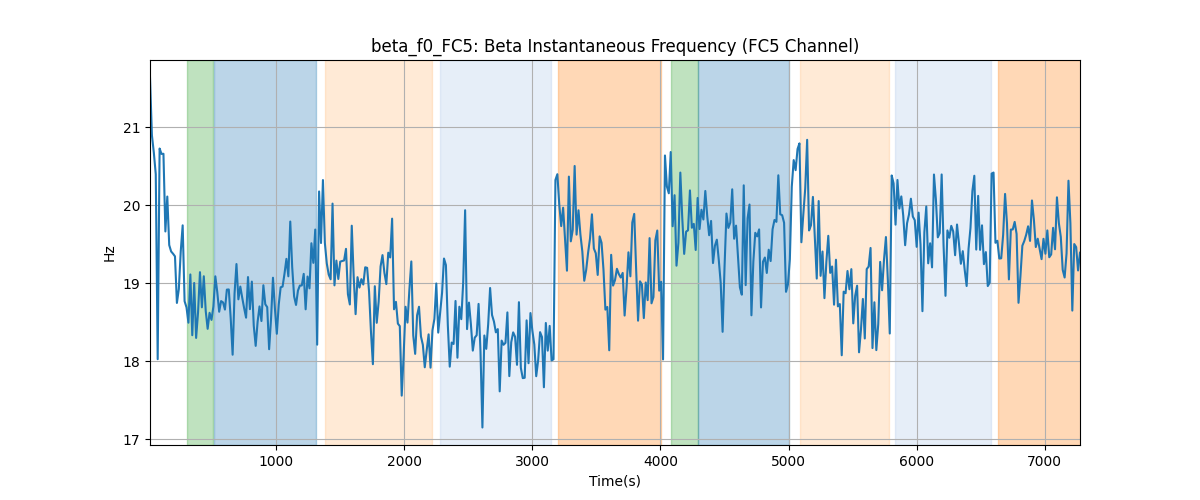 beta_f0_FC5: Beta Instantaneous Frequency (FC5 Channel)
Hz
21
20
19
18
17
1000 2000 3000 4000 5000 6000 7000
Time(s)